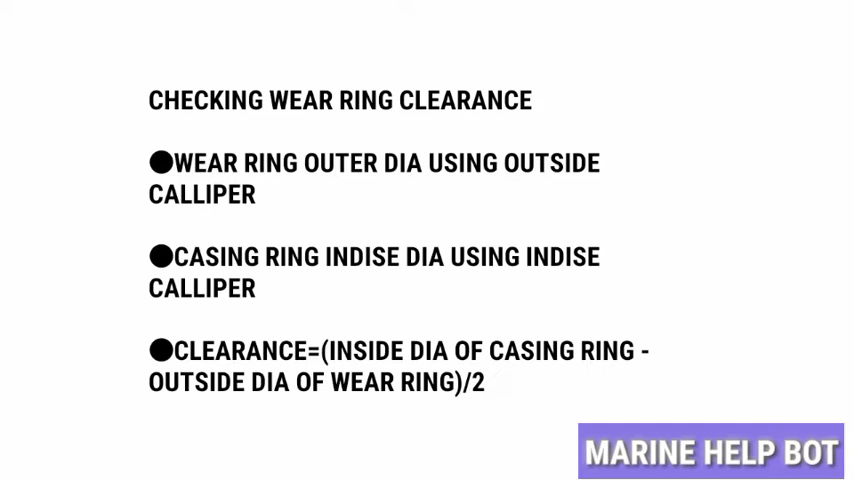 CHECKING WEAR RING CLEARANCE
●WEAR RING OUTER DIA USING OUTSIDE
CALLIPER
●CASING RING INDISE DIA USING INDISE
CALLIPER
●CLEARANCE=(INSIDE DIA OF CASING RING -
OUTSIDE DIA OF WEAR RING)/2
MARINE HELP BOT